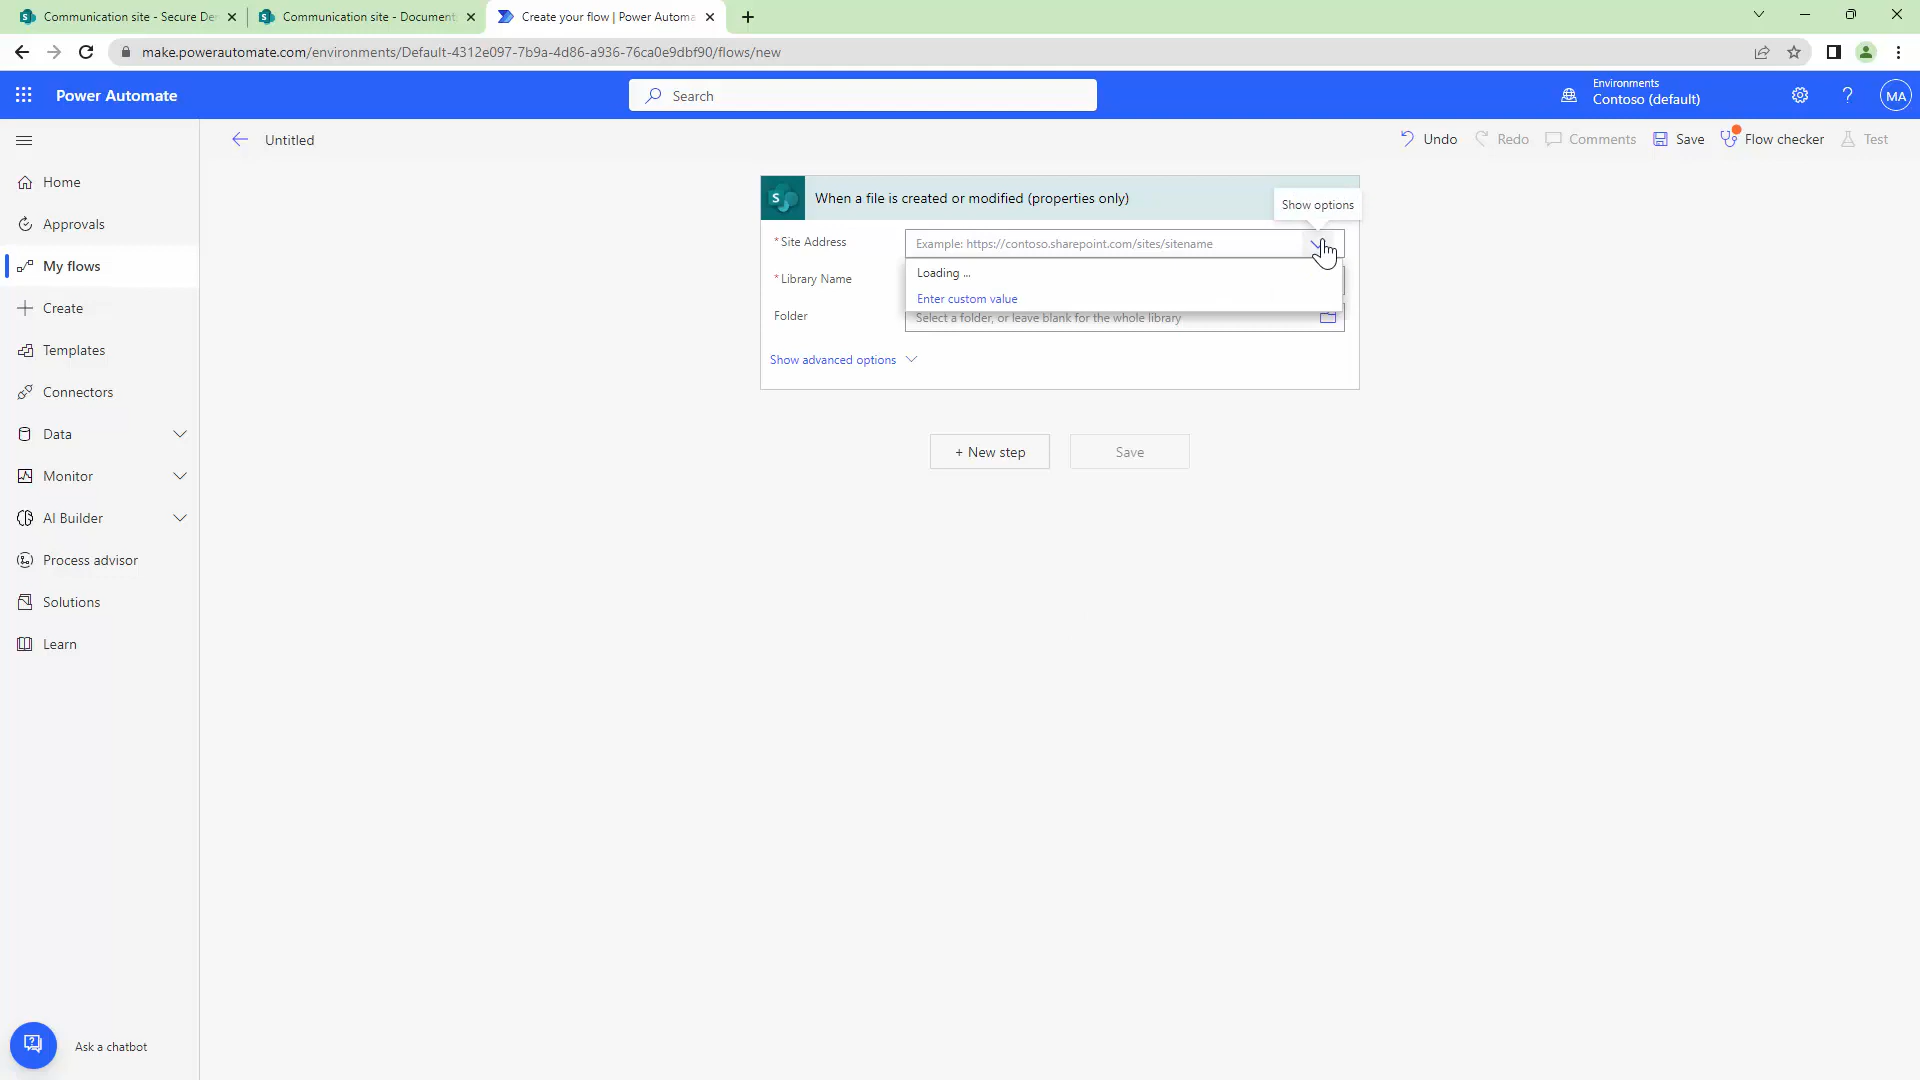 Communication site - Secure De
Communication site - Document
Create your flow | Power Automa
make.powerautomate.com/environments/Default-4312e097-7b9a-4d86-a936-76ca0e9dbf90/flows/new
Power Automate
Search
Environments
Contoso (default)
MA
Untitled
Undo
Redo
Comments
Save
Flow checker
Test
Home
Approvals
My flows
Create
Templates
Connectors
Data
Monitor
AI Builder
Process advisor
Solutions
Learn
Ask a chatbot
When a file is created or modified (properties only)
Show options
* Site Address
Example: https://contoso.sharepoint.com/sites/sitename
Loading ...
* Library Name
Enter custom value
Folder
Select a folder, or leave blank for the whole library
Show advanced options
+ New step
Save